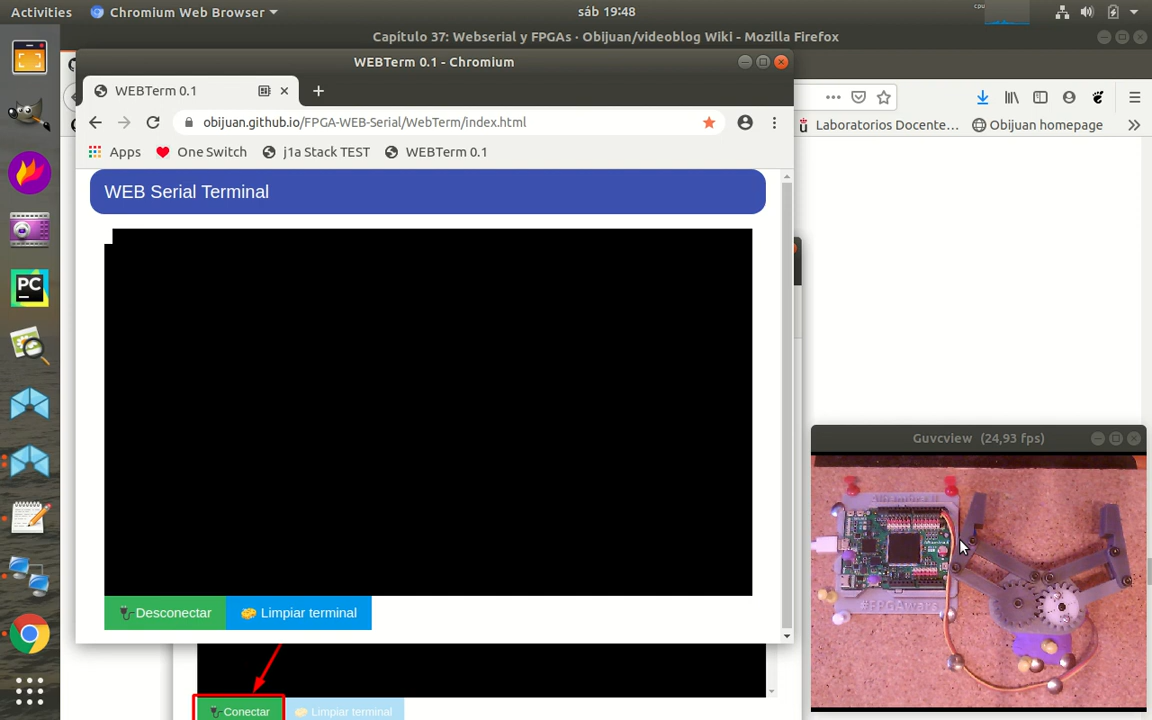 Activities
Chromium Web Browser
sáb 19:48
cpu
Capítulo 37: Webserial y FPGAs · Obijuan/videoblog Wiki - Mozilla Firefox
WEBTerm 0.1 - Chromium
WEBTerm 0.1
obijuan.github.io/FPGA-WEB-Serial/WebTerm/index.html
Apps
One Switch
j1a Stack TEST
WEBTerm 0.1
Laboratorios Docente...
Obijuan homepage
WEB Serial Terminal
PC
Desconectar
Limpiar terminal
Guvcview (24,93 fps)
#FPGAwars
Conectar
Limpiar terminal